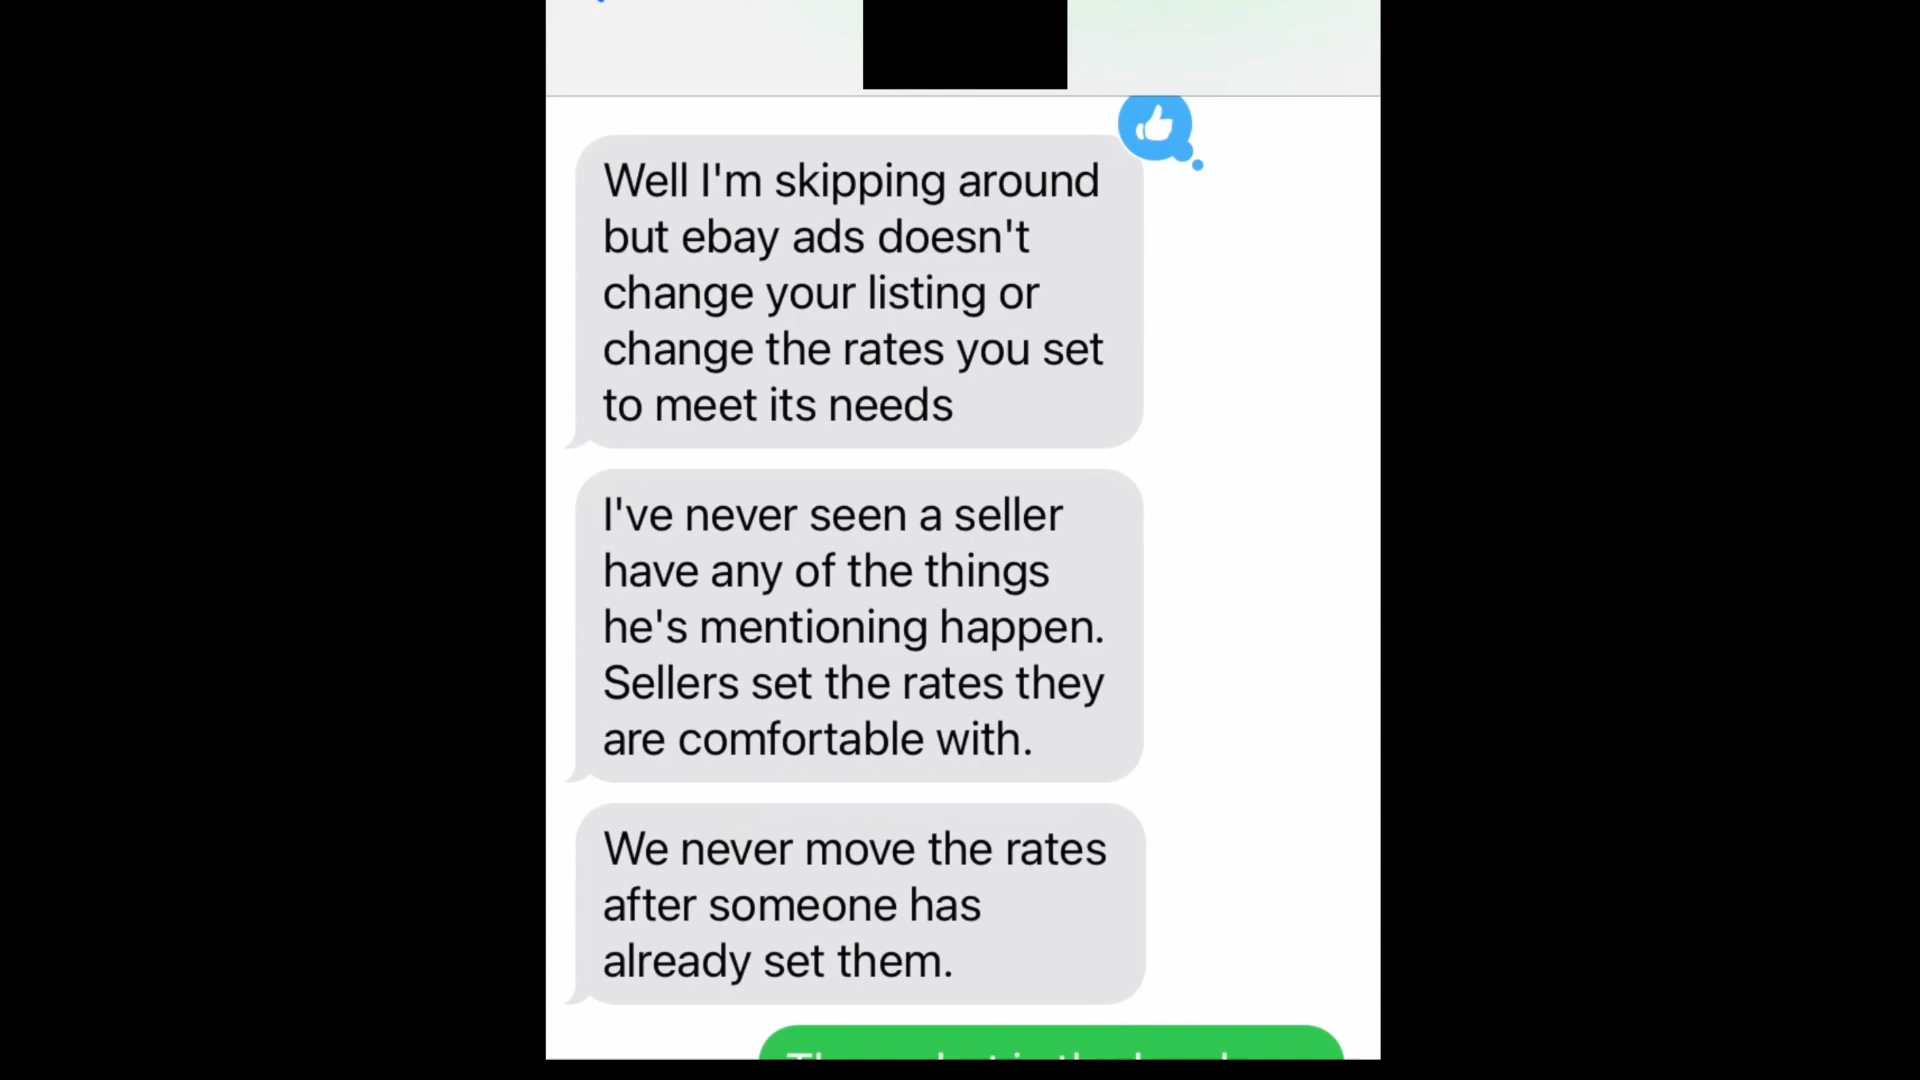 Well I'm skipping around
but ebay ads doesn't
change your listing or
change the rates you set
to meet its needs
I've never seen a seller
have any of the things
he's mentioning happen.
Sellers set the rates they
are comfortable with.
We never move the rates
after someone has
already set them.